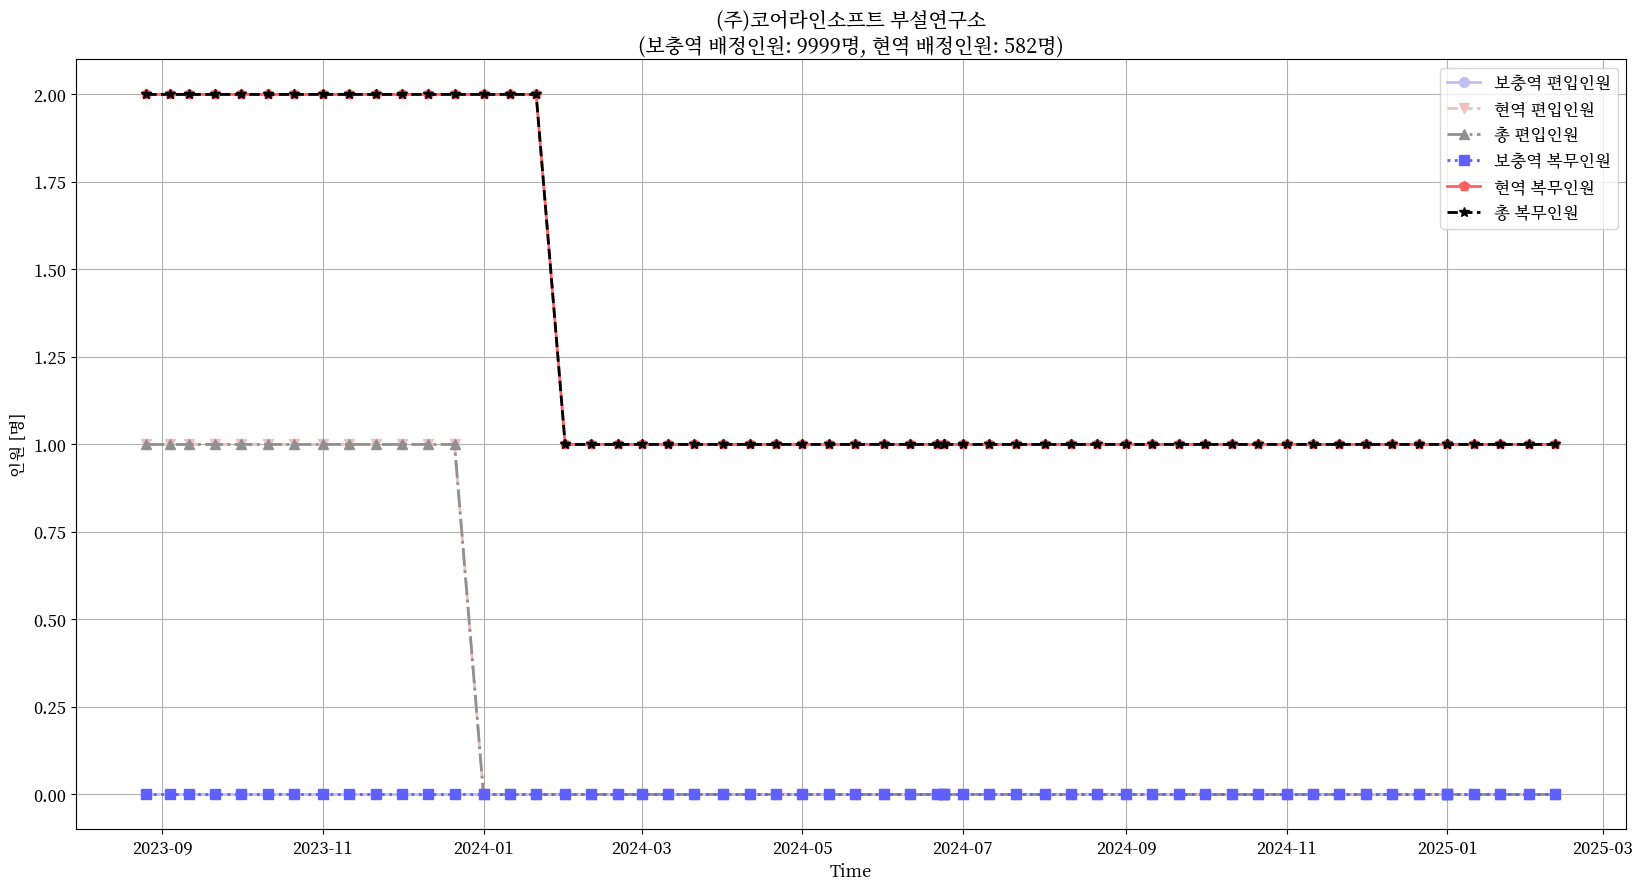 (주)코어라인소프트 부설연구소
(보충역 배정인원: 9999명, 현역 배정인원: 582명)
보충역 편입인원
현역 편입인원
총 편입인원
보충역 복무인원
현역 복무인원
총 복무인원
인원 [명]
2.00
1.75
1.50
1.25
1.00
0.75
0.50
0.25
0.00
2023-09
2023-11
2024-01
2024-03
2024-05
2024-07
2024-09
2024-11
2025-01
2025-03
Time